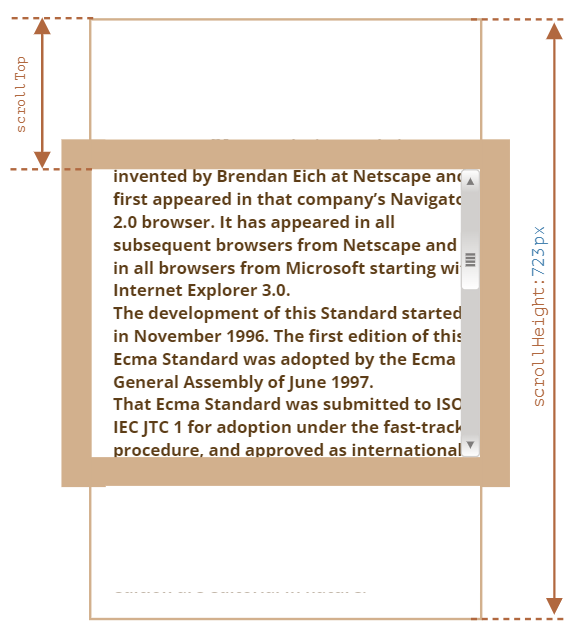 scrollTop
invented by Brendan Eich at Netscape and
first appeared in that company's Navigato
2.0 browser. It has appeared in all
subsequent browsers from Netscape and
in all browsers from Microsoft starting wi
Internet Explorer 3.0.
The development of this Standard started
in November 1996. The first edition of this
Ecma Standard was adopted by the Ecma
General Assembly of June 1997.
That Ecma Standard was submitted to ISO
IEC JTC 1 for adoption under the fast-track
procedure, and approved as international
scrollHeight:723px